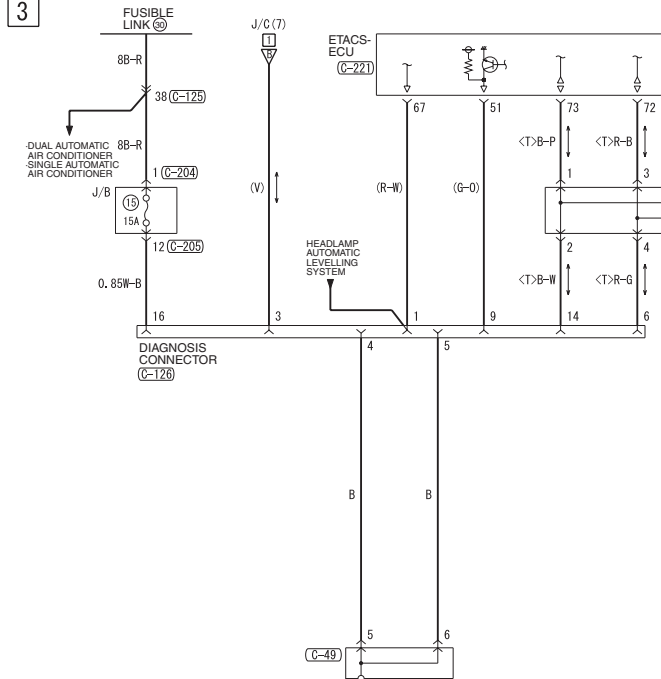 3
FUSIBLE
LINK 30
J/C(7)
1
B
ETACS-
ECU
C-221
8B-R
38 C-125
67
51
73
72
·DUAL AUTOMATIC
AIR CONDITIONER
·SINGLE AUTOMATIC
AIR CONDITIONER
8B-R
<T>B-P
<T>R-B
1 C-204
1
3
J/B
15
15A
(V)
(R-W)
(G-O)
12 C-205
2
4
HEADLAMP
AUTOMATIC
LEVELLING
SYSTEM
0.85W-B
<T>B-W
<T>R-G
16
3
1
9
14
6
DIAGNOSIS
CONNECTOR
C-126
4
5
B
B
5
6
C-49